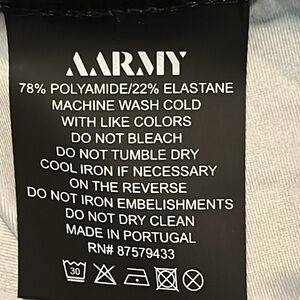 AARMY
78% POLYAMIDE/22% ELASTANE
MACHINE WASH COLD
WITH LIKE COLORS
DO NOT BLEACH
DO NOT TUMBLE DRY
COOL IRON IF NECESSARY
ON THE REVERSE
DO NOT IRON EMBELISHMENTS
DO NOT DRY CLEAN
MADE IN PORTUGAL
RN# 87579433
30